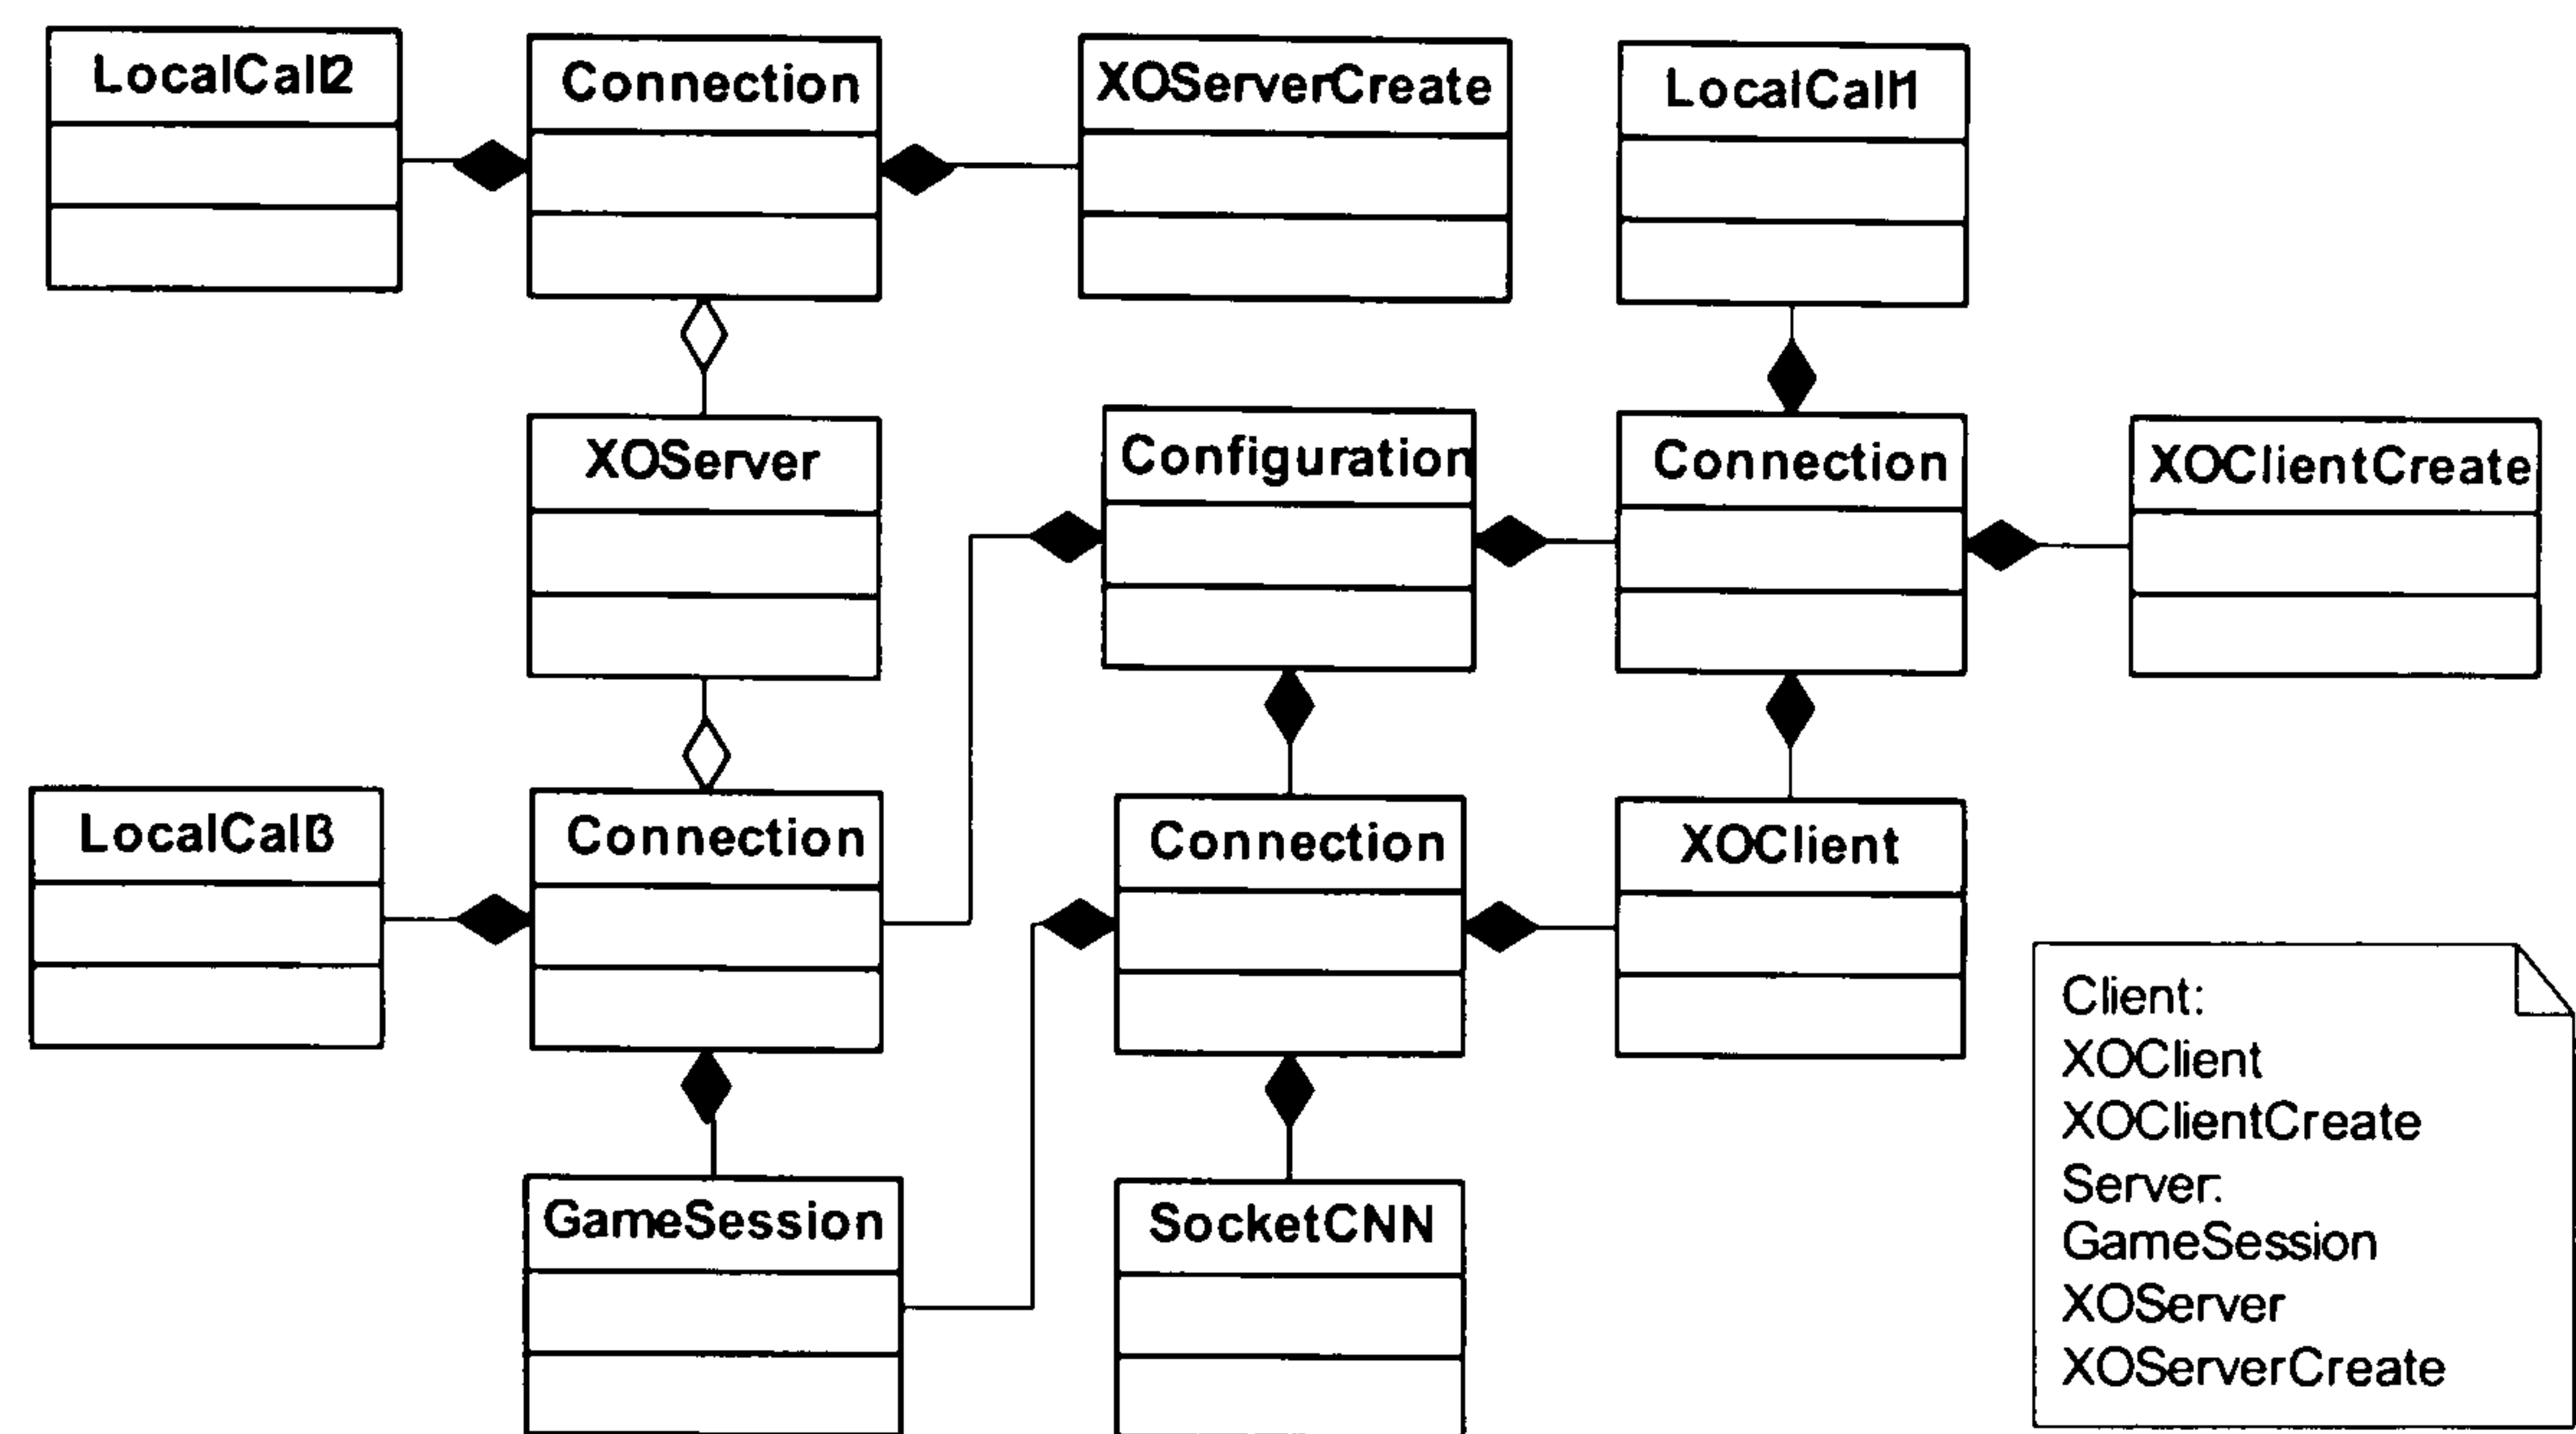 LocalCall2
Connection
XOServerCreate
LocalCall1
XOServer
Configuration
Connection
XOClientCreate
LocalCall3
Connection
Connection
XOClient
GameSession
SocketCNN
Client:
XOClient
XOClientCreate
Server:
GameSession
XOServer
XOServerCreate